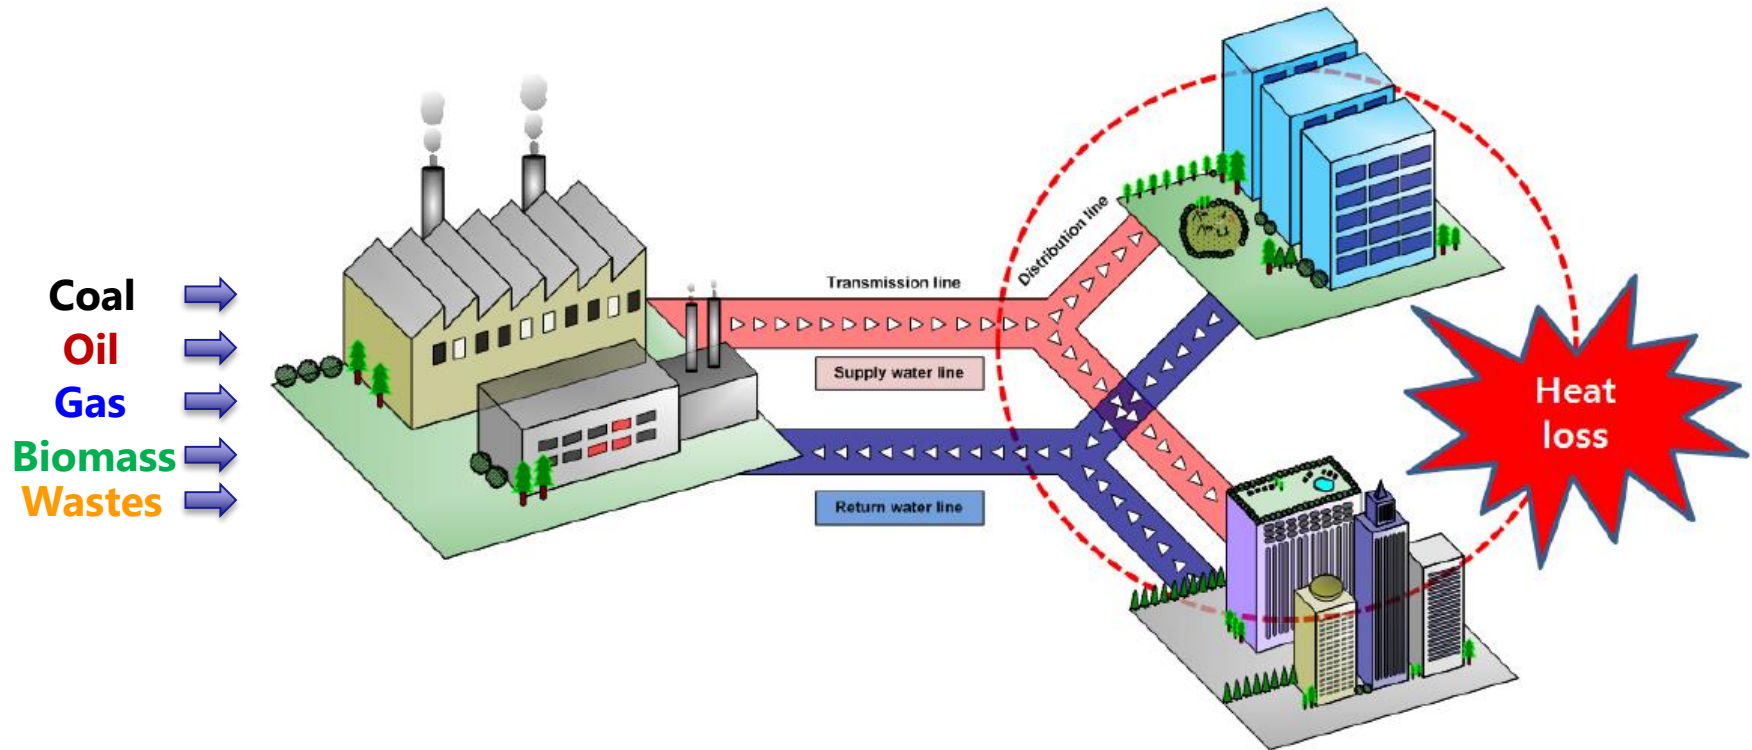 Coal
Oil
Gas
Biomass
Wastes
Transmission line
Supply water line
Return water line
Distribution line
Heat
loss